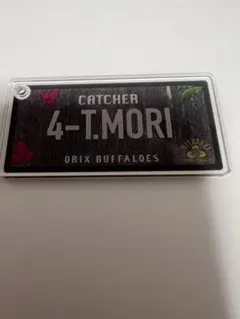 CATCHER
4-T.MORI
ORIX BUFFALOES